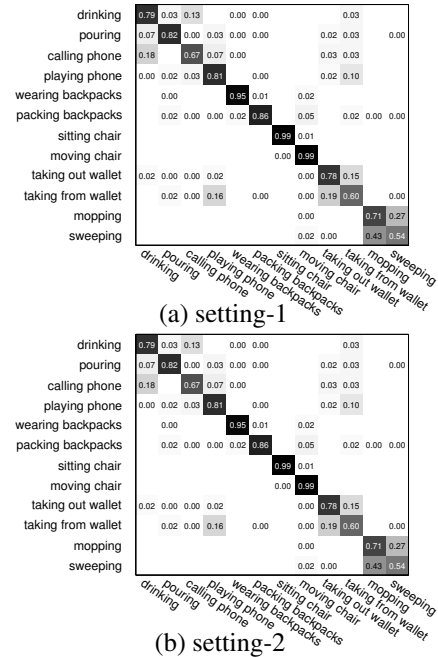 drinking 0.79 0.03 0.13 0.00 0.00 0.03
pouring 0.07 0.82 0.00 0.03 0.00 0.00 0.02 0.03 0.00
calling phone 0.18 0.67 0.07 0.00 0.03 0.03
playing phone 0.00 0.02 0.03 0.81 0.00 0.02 0.10
wearing backpacks 0.00 0.95 0.01 0.02
packing backpacks 0.02 0.00 0.00 0.02 0.86 0.05 0.02 0.00 0.00
sitting chair 0.99 0.01
moving chair 0.00 0.99
taking out wallet 0.02 0.00 0.00 0.02 0.00 0.78 0.15
taking from wallet 0.02 0.00 0.16 0.00 0.00 0.19 0.60 0.00
mopping 0.00 0.71 0.27
sweeping 0.02 0.00 0.43 0.54
drinking
pouring
calling phone
playing phone
wearing backpacks
packing backpacks
sitting chair
moving chair
taking out wallet
taking from wallet
mopping
sweeping
(a) setting-1
drinking 0.79 0.03 0.13 0.00 0.00 0.03
pouring 0.07 0.82 0.00 0.03 0.00 0.00 0.02 0.03 0.00
calling phone 0.18 0.67 0.07 0.00 0.03 0.03
playing phone 0.00 0.02 0.03 0.81 0.00 0.02 0.10
wearing backpacks 0.00 0.95 0.01 0.02
packing backpacks 0.02 0.00 0.00 0.02 0.86 0.05 0.02 0.00 0.00
sitting chair 0.99 0.01
moving chair 0.00 0.99
taking out wallet 0.02 0.00 0.00 0.02 0.00 0.78 0.15
taking from wallet 0.02 0.00 0.16 0.00 0.00 0.19 0.60 0.00
mopping 0.00 0.71 0.27
sweeping 0.02 0.00 0.43 0.54
drinking
pouring
calling phone
playing phone
wearing backpacks
packing backpacks
sitting chair
moving chair
taking out wallet
taking from wallet
mopping
sweeping
(b) setting-2